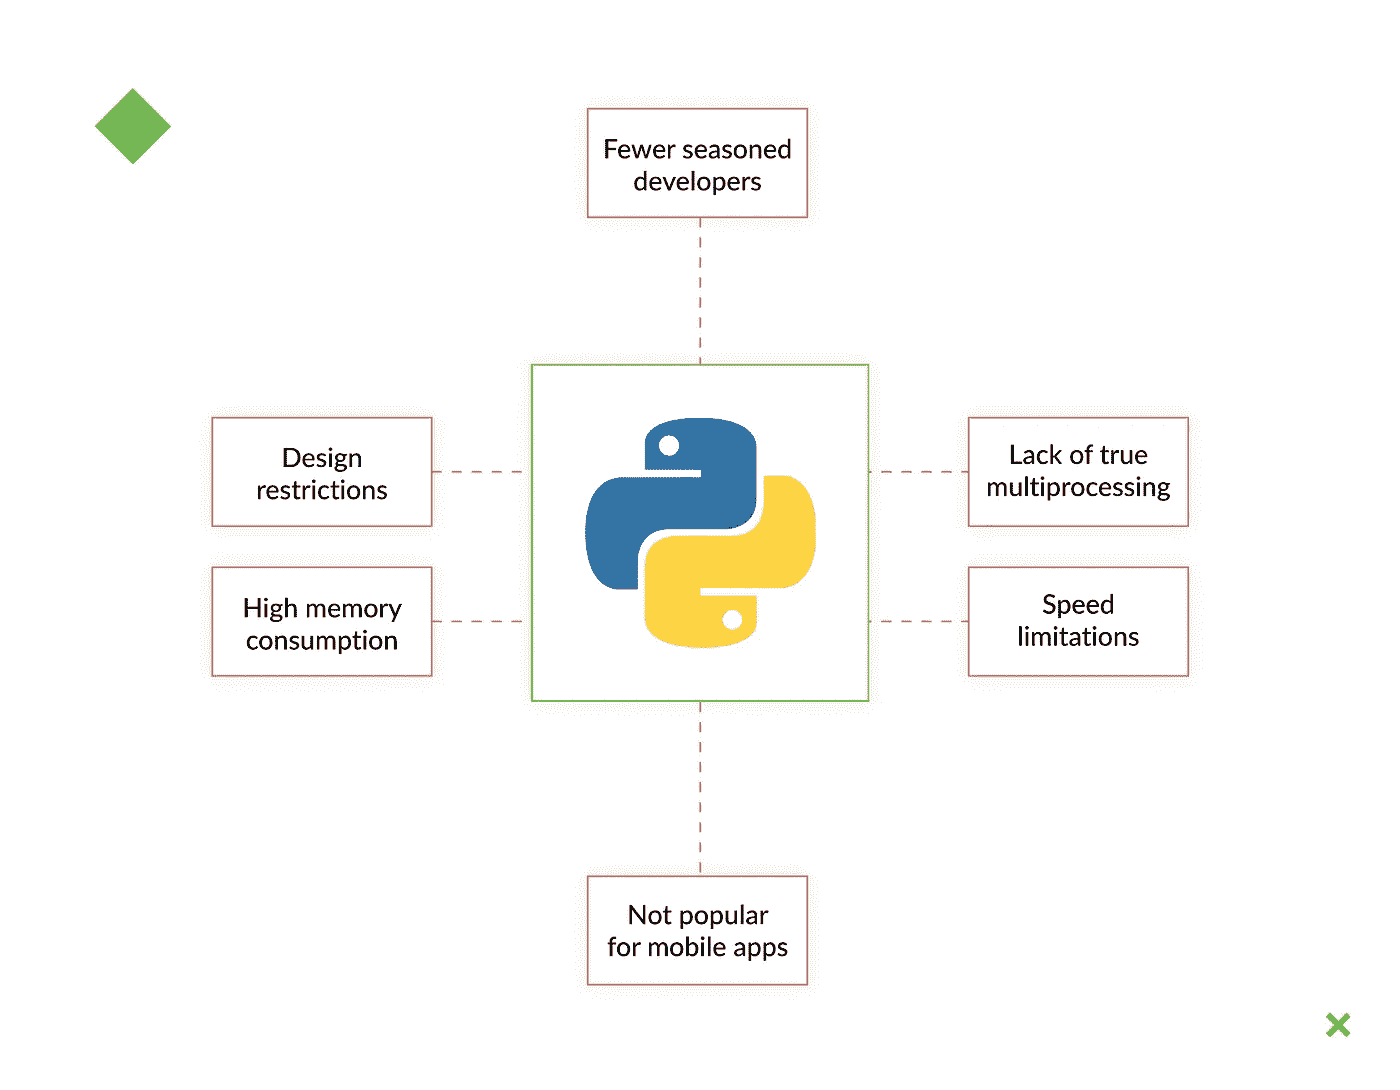 Fewer seasoned
developers
Design
restrictions
Lack of true
multiprocessing
High memory
consumption
Speed
limitations
Not popular
for mobile apps